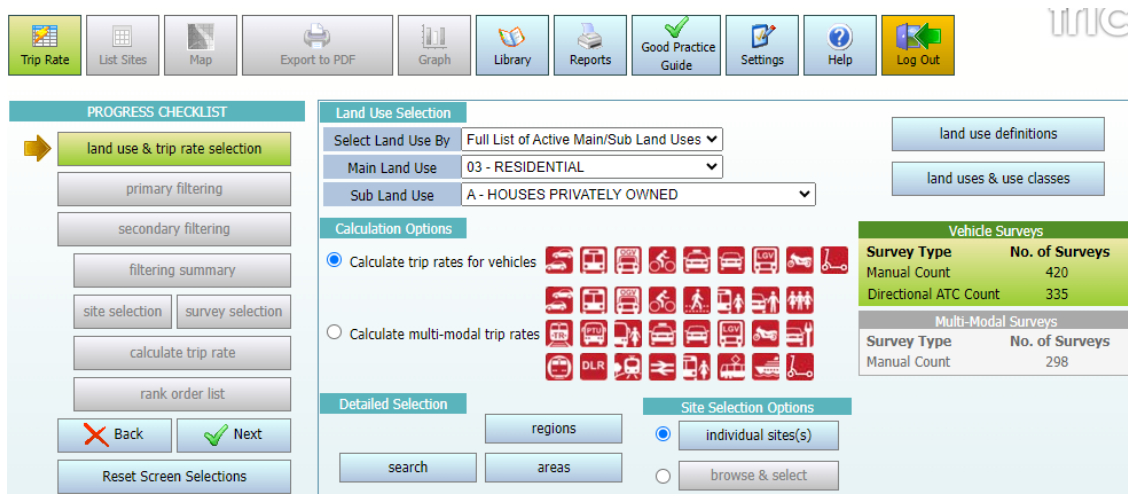 Trip Rate
List Sites
Map
Export to PDF
Graph
Library
Reports
Good Practice
Guide
Settings
Help
Log Out
TRIC
PROGRESS CHECKLIST
land use & trip rate selection
primary filtering
secondary filtering
filtering summary
site selection
survey selection
calculate trip rate
rank order list
Back
Next
Reset Screen Selections
Land Use Selection
Select Land Use By
Full List of Active Main/Sub Land Uses
Main Land Use
03 - RESIDENTIAL
Sub Land Use
A - HOUSES PRIVATELY OWNED
land use definitions
land uses & use classes
Calculation Options
Calculate trip rates for vehicles
OGV
LGV
Calculate multi-modal trip rates
OGV
-TR-
PTU
LGV
DLR
Vehicle Surveys
Survey Type No. of Surveys
Manual Count 420
Directional ATC Count 335
Multi-Modal Surveys
Survey Type No. of Surveys
Manual Count 298
Detailed Selection
regions
search
areas
Site Selection Options
individual sites(s)
browse & select